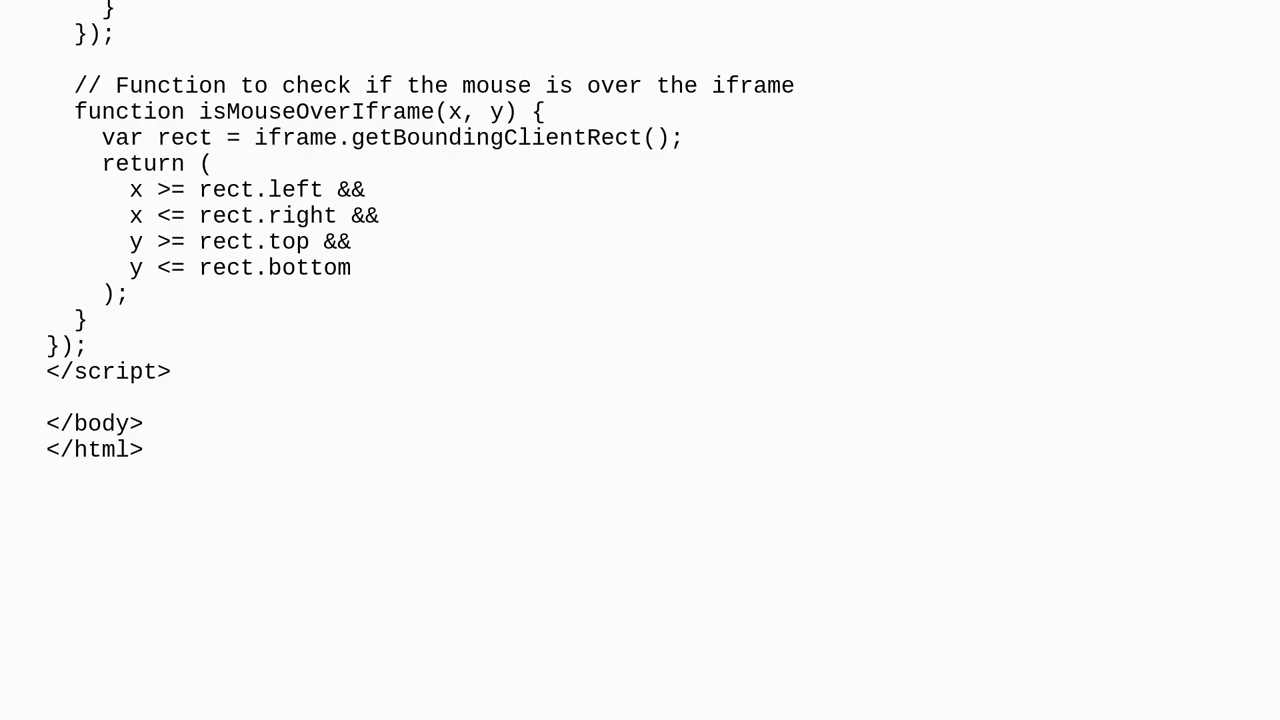 }
  });

  // Function to check if the mouse is over the iframe
  function isMouseOverIframe(x, y) {
    var rect = iframe.getBoundingClientRect();
    return (
      x >= rect.left &&
      x <= rect.right &&
      y >= rect.top &&
      y <= rect.bottom
    );
  }
});
</script>

</body>
</html>